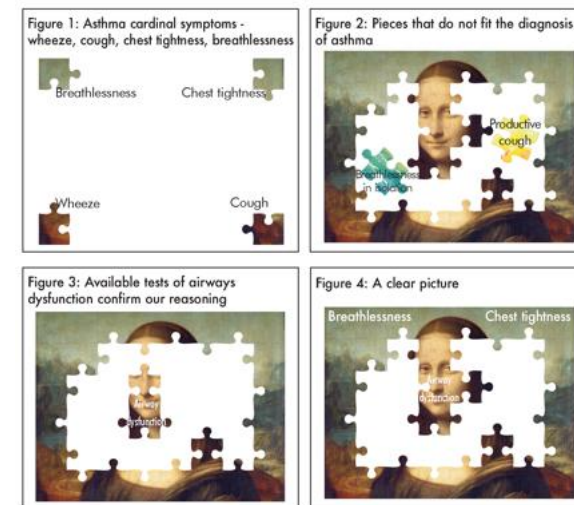 Figure 1: Asthma cardinal symptoms -
wheeze, cough, chest tightness, breathlessness
Breathlessness
Chest tightness
Wheeze
Cough
Figure 2: Pieces that do not fit the diagnosis
of asthma
Productive
cough
Breathlessness
in isolation
Figure 3: Available tests of airways
dysfunction confirm our reasoning
Airway
dysfunction
Figure 4: A clear picture
Breathlessness
Chest tightness
Airway
dysfunction